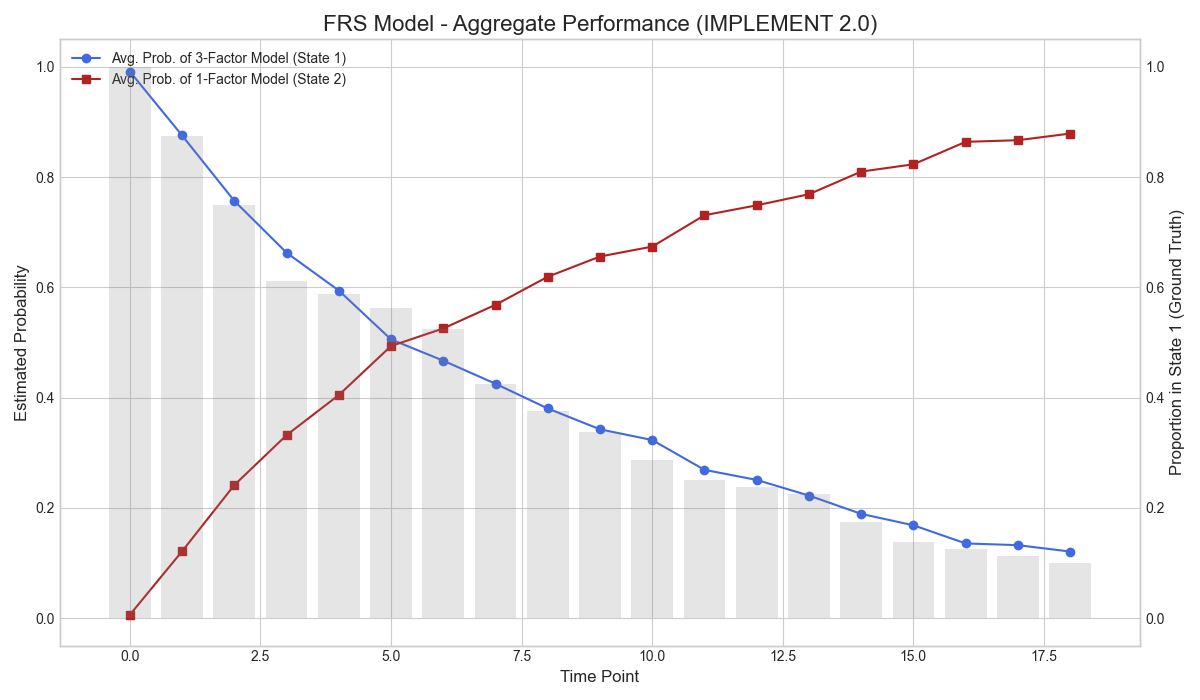 FRS Model - Aggregate Performance (IMPLEMENT 2.0)
Avg. Prob. of 3-Factor Model (State 1)
Avg. Prob. of 1-Factor Model (State 2)
Estimated Probability
1.0
0.8
0.6
0.4
0.2
0.0
1.0
0.8
0.6
0.4
0.2
0.0
Proportion in State 1 (Ground Truth)
0.0 2.5 5.0 7.5 10.0 12.5 15.0 17.5
Time Point